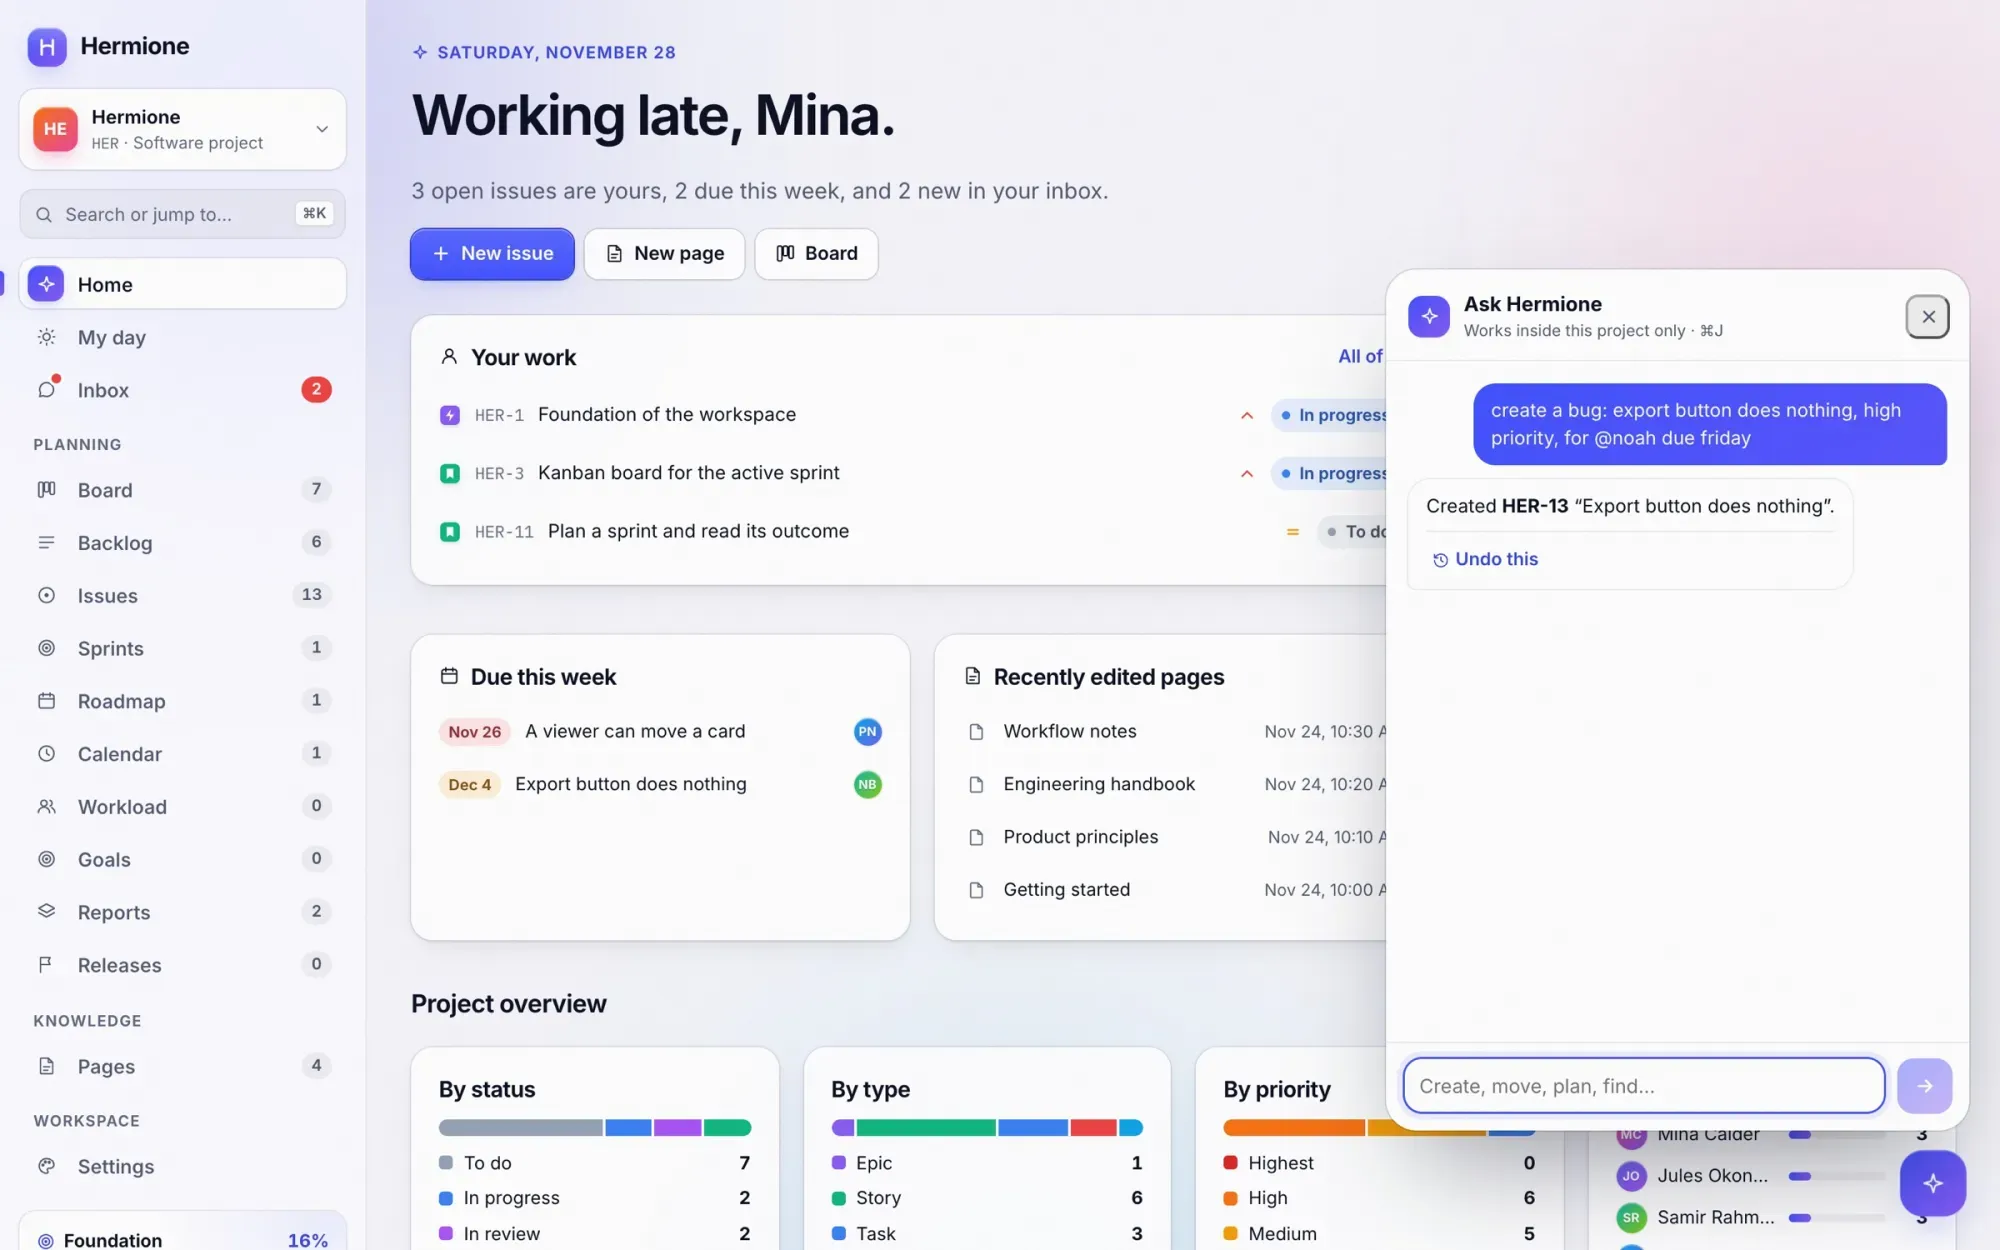 H Hermione
HE Hermione
HER · Software project
Search or jump to... ⌘K
Home
My day
Inbox 2
PLANNING
Board 7
Backlog 6
Issues 13
Sprints 1
Roadmap 1
Calendar 1
Workload 0
Goals 0
Reports 2
Releases 0
KNOWLEDGE
Pages 4
WORKSPACE
Settings
Foundation 16%
SATURDAY, NOVEMBER 28
Working late, Mina.
3 open issues are yours, 2 due this week, and 2 new in your inbox.
New issue
New page
Board
Your work
All of
HER-1 Foundation of the workspace In progress
HER-3 Kanban board for the active sprint In progress
HER-11 Plan a sprint and read its outcome To do
Due this week
Nov 26 A viewer can move a card PN
Dec 4 Export button does nothing NB
Recently edited pages
Workflow notes Nov 24, 10:30 A
Engineering handbook Nov 24, 10:20 A
Product principles Nov 24, 10:10 A
Getting started Nov 24, 10:00 A
Project overview
By status
To do 7
In progress 2
In review 2
By type
Epic 1
Story 6
Task 3
By priority
Highest 0
High 6
Medium 5
MC Mina Calder 3
JO Jules Okon...
SR Samir Rahm... 3
Ask Hermione
Works inside this project only · ⌘J
create a bug: export button does nothing, high
priority, for @noah due friday
Created HER-13 “Export button does nothing”.
Undo this
Create, move, plan, find...